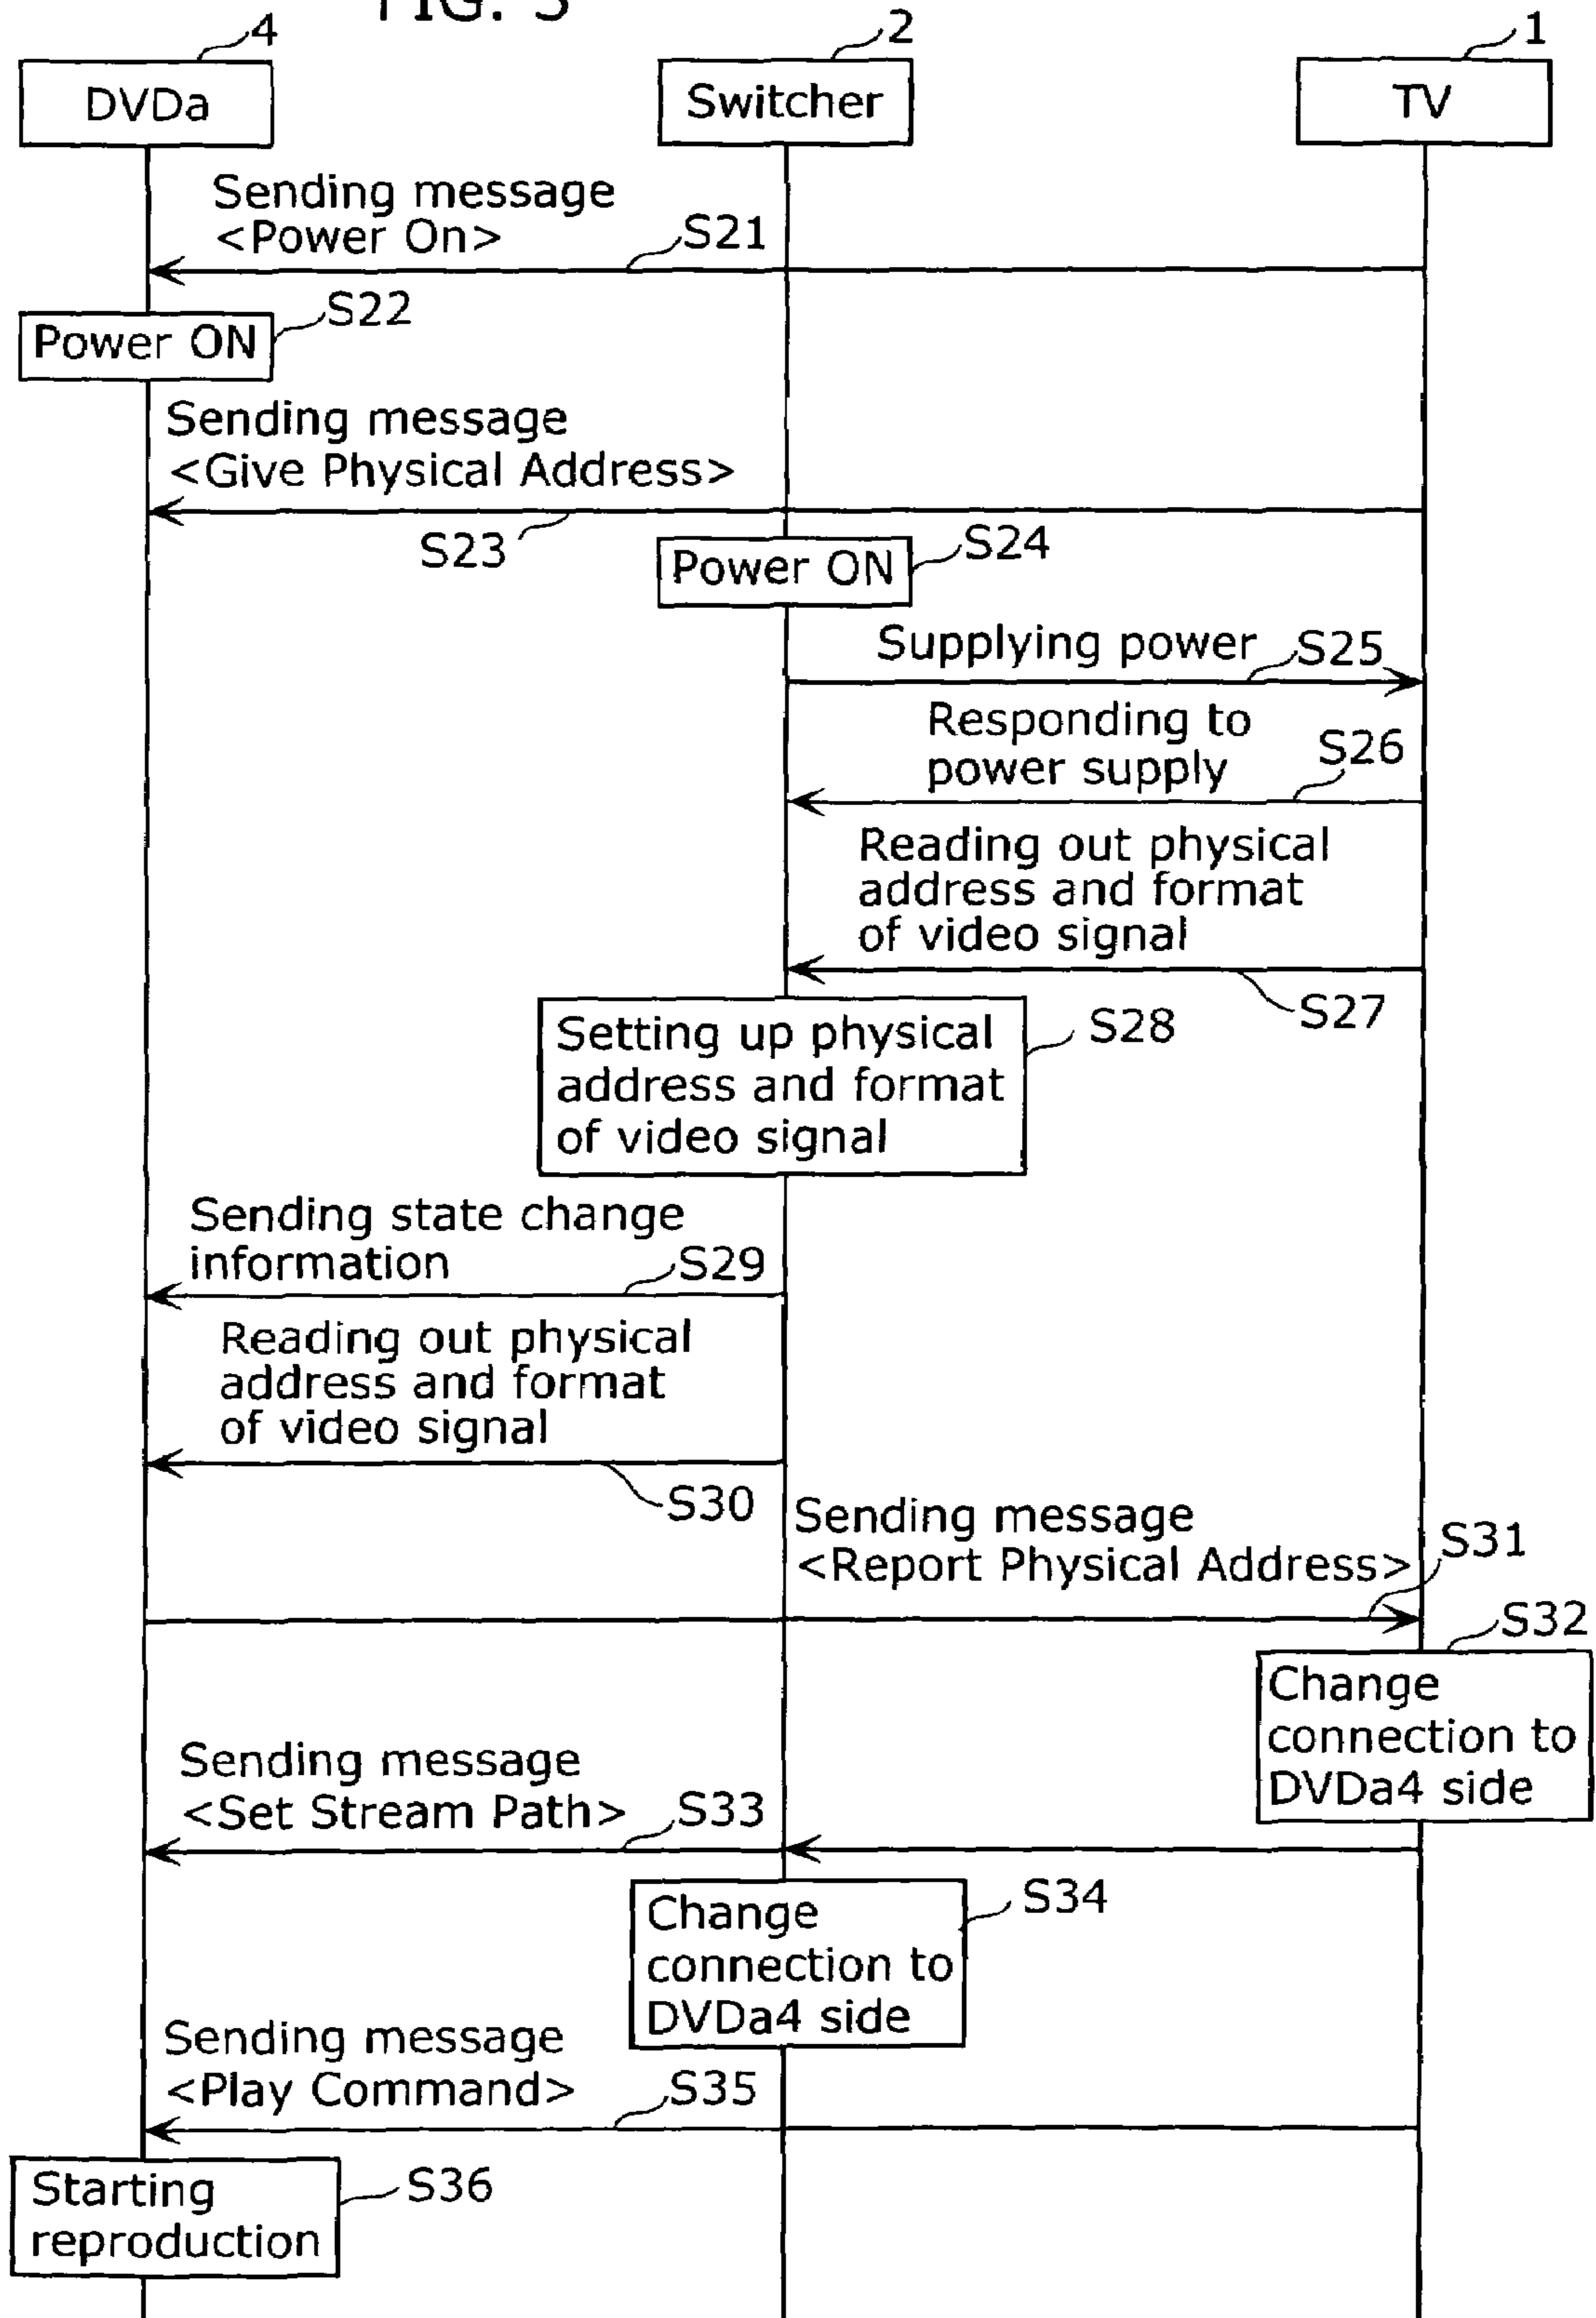 FIG. 3
4
2
1
DVDa
Switcher
TV
Sending message
<Power On>
S21
Power ON
S22
Sending message
<Give Physical Address>
S23
Power ON
S24
Supplying power
S25
Responding to
power supply
S26
Reading out physical
address and format
of video signal
S27
Setting up physical
address and format
of video signal
S28
Sending state change
information
S29
Reading out physical
address and format
of video signal
S30
Sending message
<Report Physical Address>
S31
S32
Change
connection to
DVDa4 side
Sending message
<Set Stream Path>
S33
Change
connection to
DVDa4 side
S34
Sending message
<Play Command>
S35
Starting
reproduction
S36